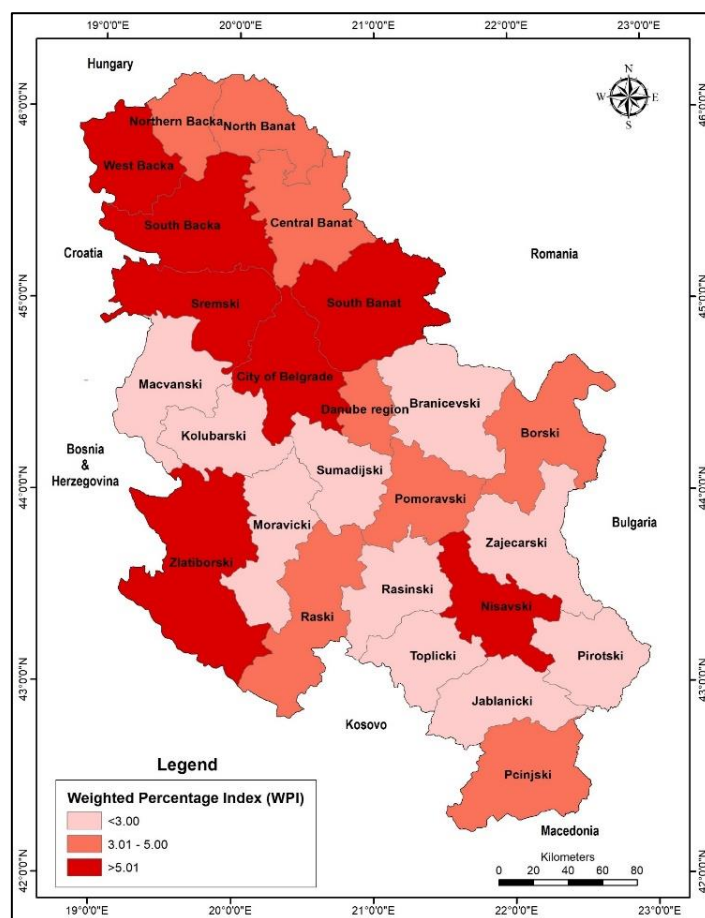 19°0'0"E 20°0'0"E 21°0'0"E 22°0'0"E 23°0'0"E
Hungary
N
W E
S
46°0'0"N 46°0'0"N
Northern Backa
North Banat
West Backa
South Backa
Central Banat
Croatia
Romania
45°0'0"N 45°0'0"N
Sremski
South Banat
City of Belgrade
Macvanski
Danube region
Branicevski
Borski
Kolubarski
Bosnia
&
Herzegovina
Sumadijski
44°0'0"N 44°0'0"N
Pomoravski
Moravicki
Bulgaria
Zajecarski
Zlatiborski
Rasinski
Nisavski
Raski
Toplicki
Pirotski
43°0'0"N 43°0'0"N
Jablanicki
Kosovo
Pcinjski
Legend
Weighted Percentage Index (WPI)
<3.00
3.01 - 5.00
>5.01
Macedonia
Kilometers
0 20 40 60 80
42°0'0"N 42°0'0"N
19°0'0"E 20°0'0"E 21°0'0"E 22°0'0"E 23°0'0"E